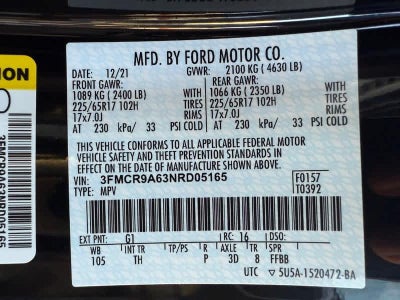 MFD. BY FORD MOTOR CO.
DATE: 12/21 GVWR: 2100 KG ( 4630 LB)
FRONT GAWR: REAR GAWR:
1089 KG ( 2400 LB) WITH 1066 KG ( 2350 LB) WITH
225/65R17 102H TIRES 225/65R17 102H TIRES
17x7.0J RIMS 17x7.0J RIMS
AT 230 kPa/ 33 PSI COLD AT 230 kPa/ 33 PSI COLD
THIS VEHICLE CONFORMS TO ALL APPLICABLE FEDERAL MOTOR
VEHICLE SAFETY AND THEFT PREVENTION STANDARDS IN
EFFECT ON THE DATE OF MANUFACTURE SHOWN ABOVE.
VIN: 3FMCR9A63NRD05165 F0157
TYPE: MPV T0392
EXT PNT: G1 RC: 16 DSO:
WB INT TR TP/PS R AXLE TR SPR
105 TH P 3D 8 FFBB
UTC 5U5A-1520472-BA
ION
3FMCR9A63NRD05165